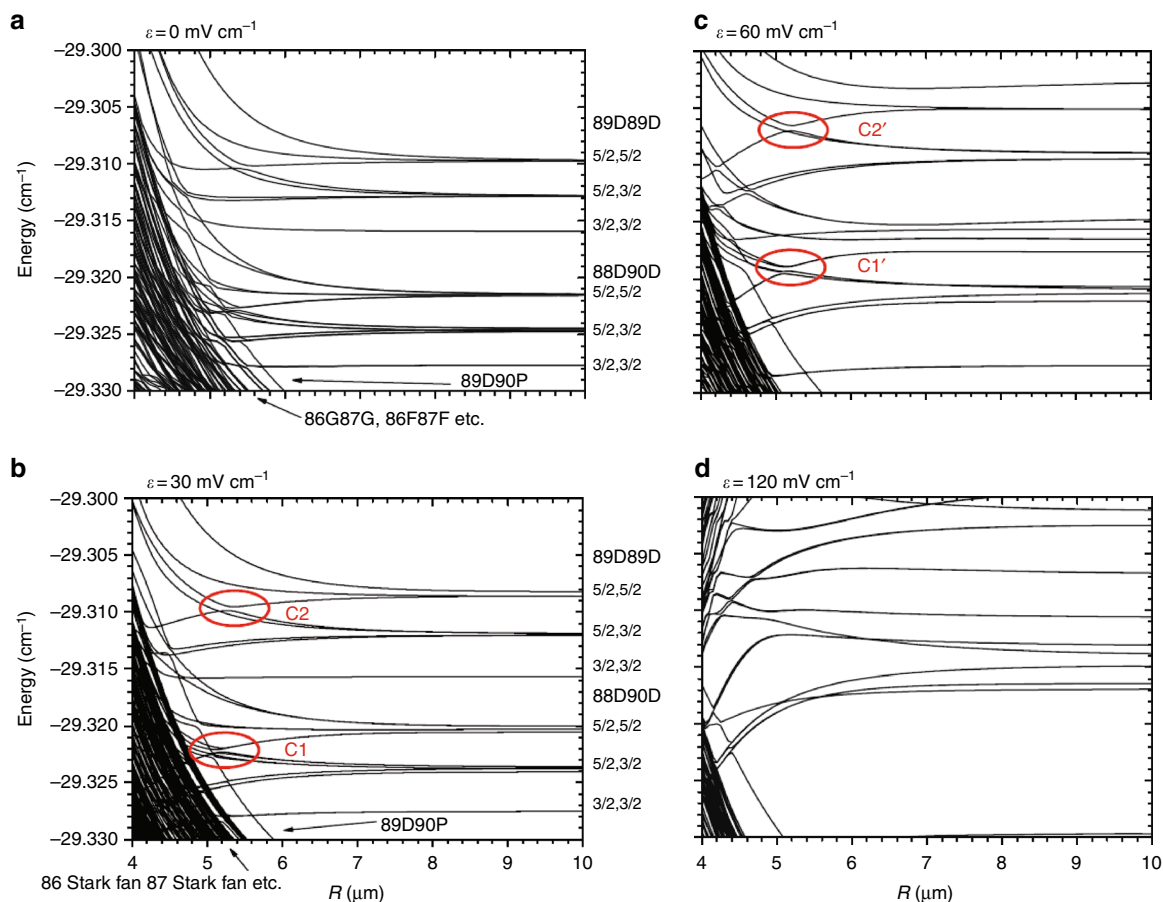 a
ε = 0 mV cm⁻¹
Energy (cm⁻¹)
−29.300
−29.305
−29.310
−29.315
−29.320
−29.325
−29.330
89D89D
5/2,5/2
5/2,3/2
3/2,3/2
88D90D
5/2,5/2
5/2,3/2
3/2,3/2
89D90P
86G87G, 86F87F etc.
c
ε = 60 mV cm⁻¹
C2′
C1′
4 5 6 7 8 9 10
b
ε = 30 mV cm⁻¹
Energy (cm⁻¹)
−29.300
−29.305
−29.310
−29.315
−29.320
−29.325
−29.330
C2
C1
89D89D
5/2,5/2
5/2,3/2
3/2,3/2
88D90D
5/2,5/2
5/2,3/2
3/2,3/2
89D90P
4 5 6 7 8 9 10
86 Stark fan 87 Stark fan etc.
R (μm)
d
ε = 120 mV cm⁻¹
4 5 6 7 8 9 10
R (μm)